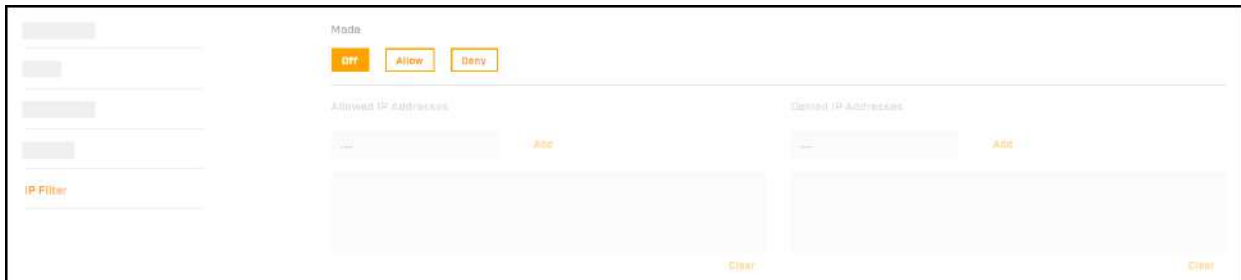 Mode
Off Allow Deny
Allowed IP Addresses Denied IP Addresses
Add Add
IP Filter
Clear Clear